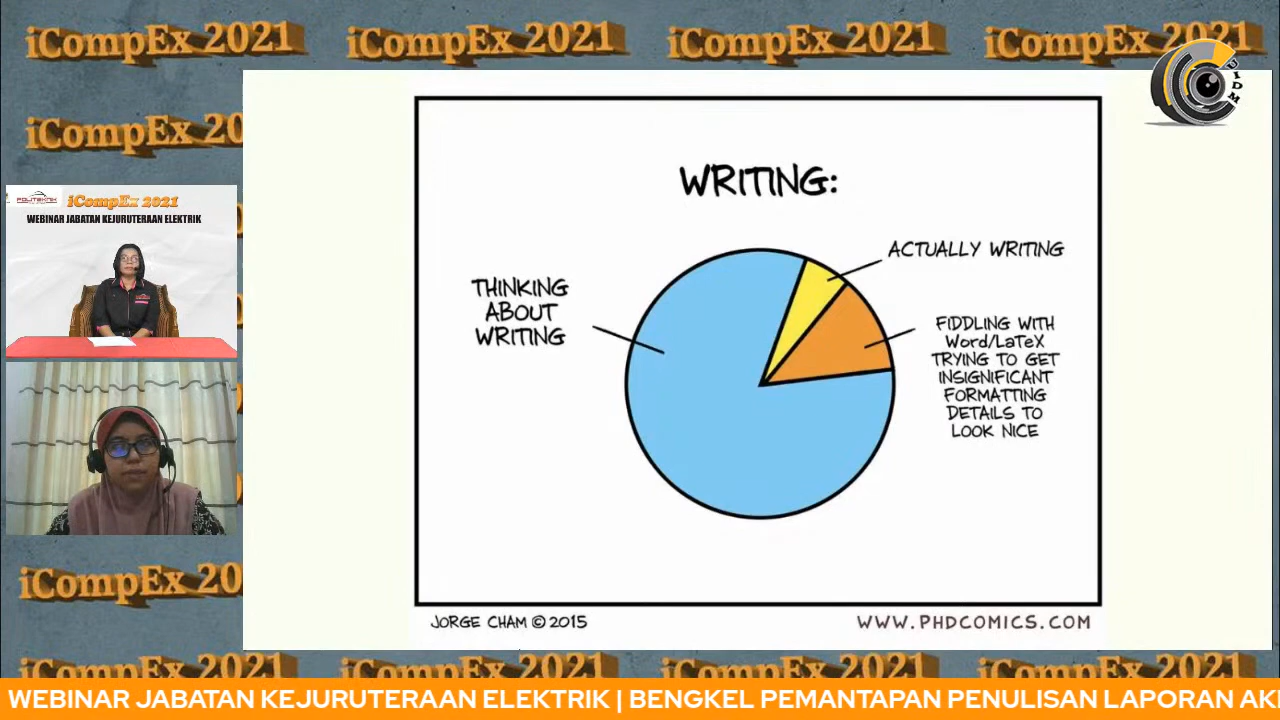 iCompEx 2021 iCompEx 2021 iCompEx 2021 iCompEx 2021
iCompEx 20
UIDM
POLITEKNIK
iCompEx 2021
WEBINAR JABATAN KEJURUTERAAN ELEKTRIK
WRITING:
ACTUALLY WRITING
THINKING
ABOUT
WRITING
FIDDLING WITH
Word/LaTeX
TRYING TO GET
INSIGNIFICANT
FORMATTING
DETAILS TO
LOOK NICE
JORGE CHAM © 2015
WWW.PHDCOMICS.COM
iCompEx 20
iCompEx 2021 iCompEx 2021 iCompEx 2021 iCompEx 2021
WEBINAR JABATAN KEJURUTERAAN ELEKTRIK | BENGKEL PEMANTAPAN PENULISAN LAPORAN AK